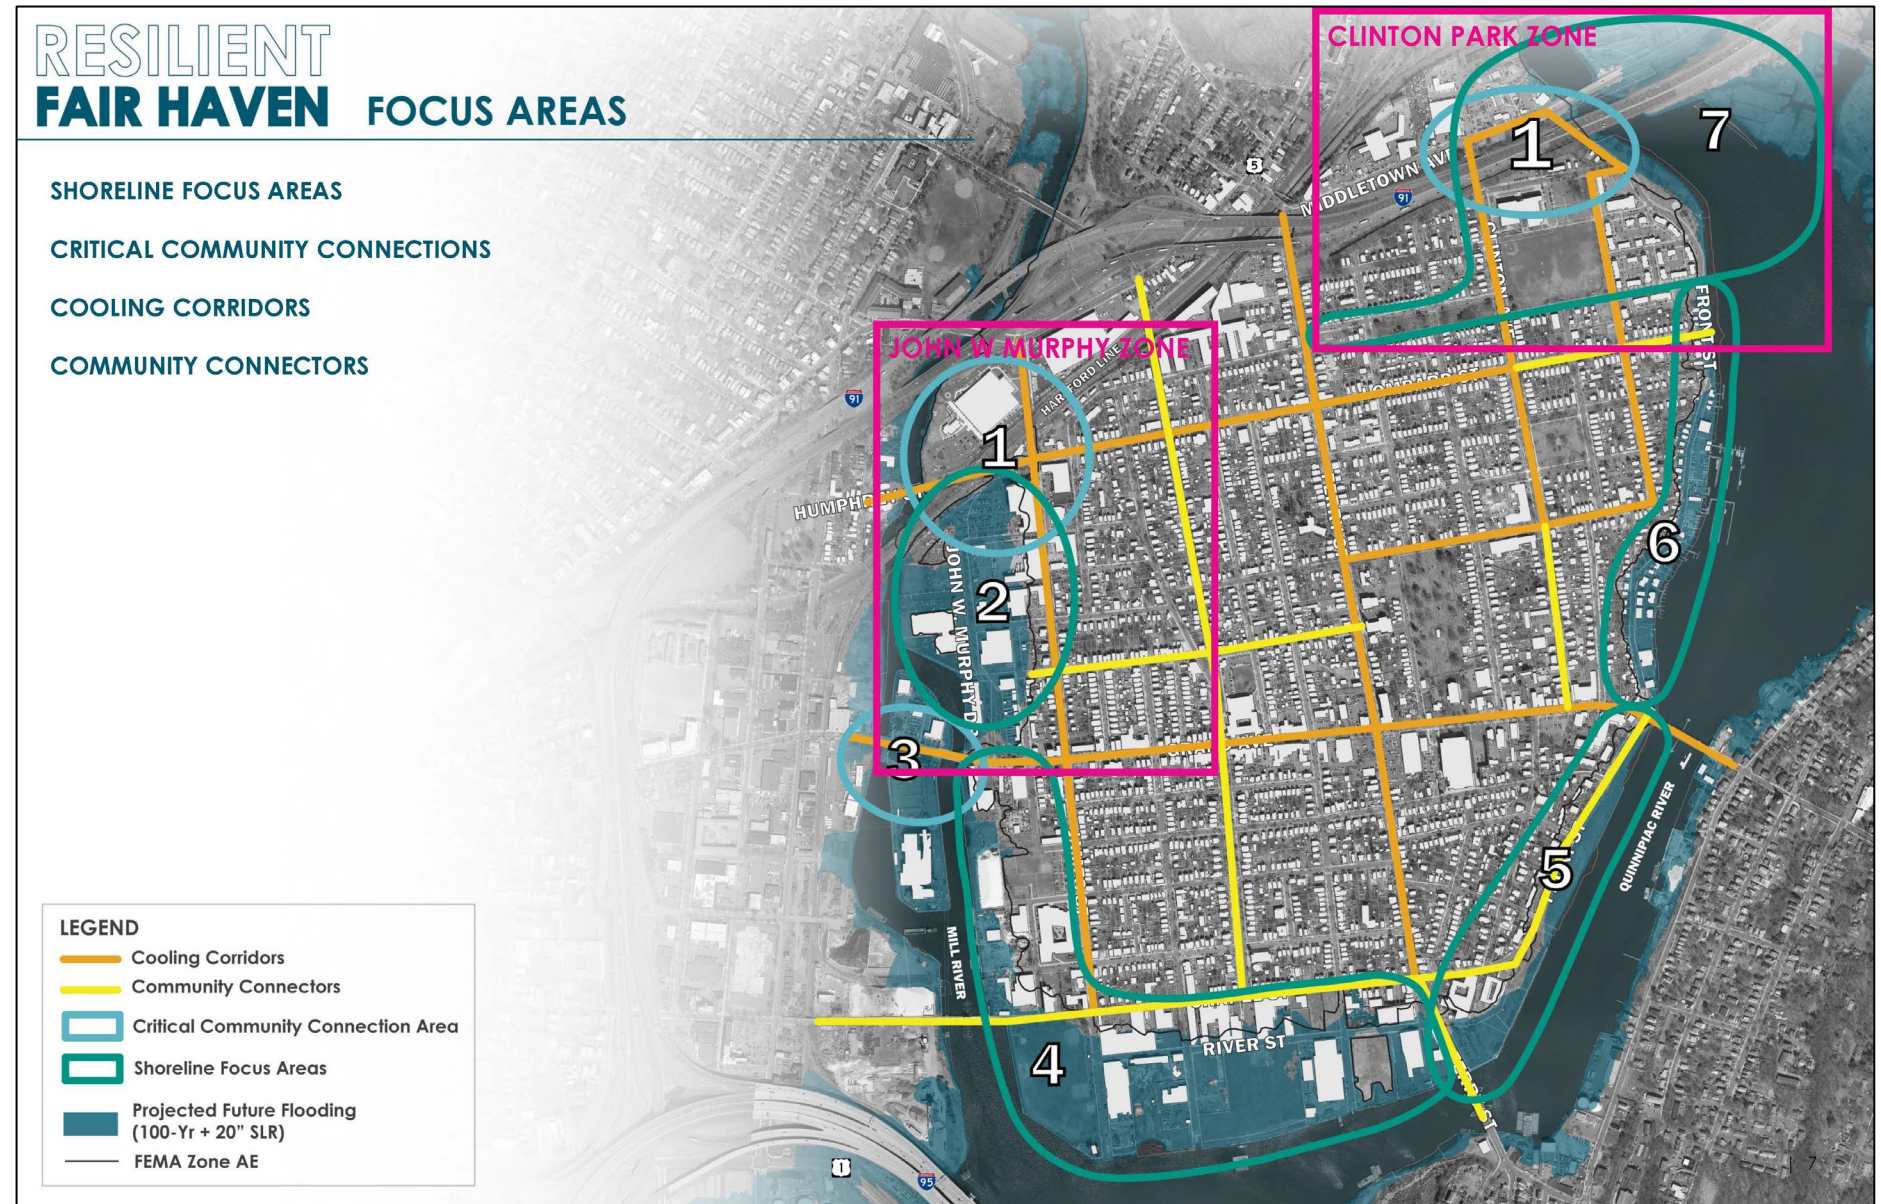 RESILIENT
FAIR HAVEN FOCUS AREAS
SHORELINE FOCUS AREAS
CRITICAL COMMUNITY CONNECTIONS
COOLING CORRIDORS
COMMUNITY CONNECTORS
CLINTON PARK ZONE
7
1
5
MIDDLETOWN AVE
91
FRONT ST
JOHN W MURPHY ZONE
HARTFORD LINE
91
1
6
2
JOHN W. MURPHY D
3
5
QUINNIPIAC RIVER
MILL RIVER
RIVER ST
4
1
95
LEGEND
Cooling Corridors
Community Connectors
Critical Community Connection Area
Shoreline Focus Areas
Projected Future Flooding
(100-Yr + 20” SLR)
FEMA Zone AE
| 7